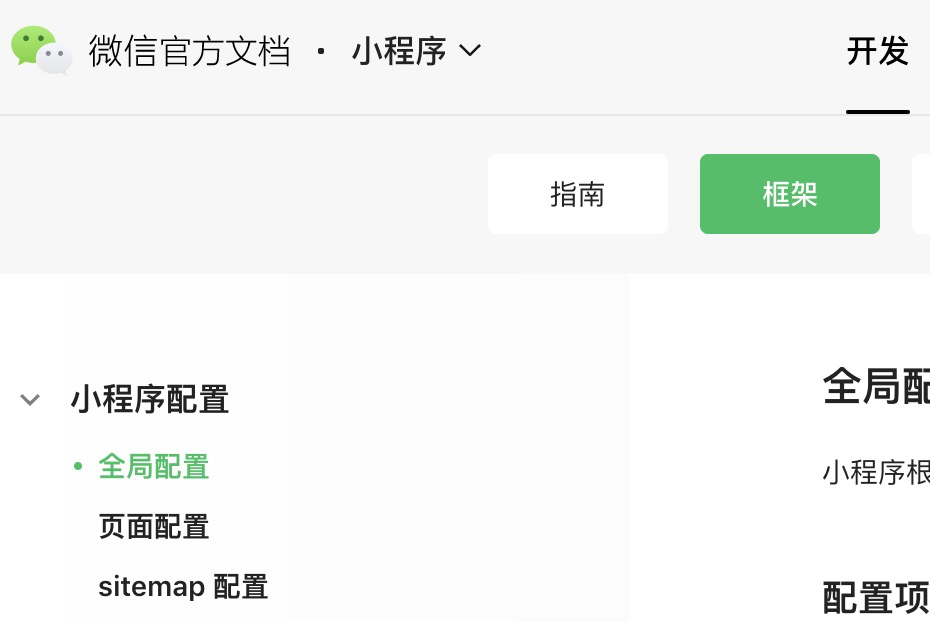 微信官方文档 · 小程序
开发
指南
框架
小程序配置
全局配置
页面配置
sitemap 配置
全局配
小程序根
配置项